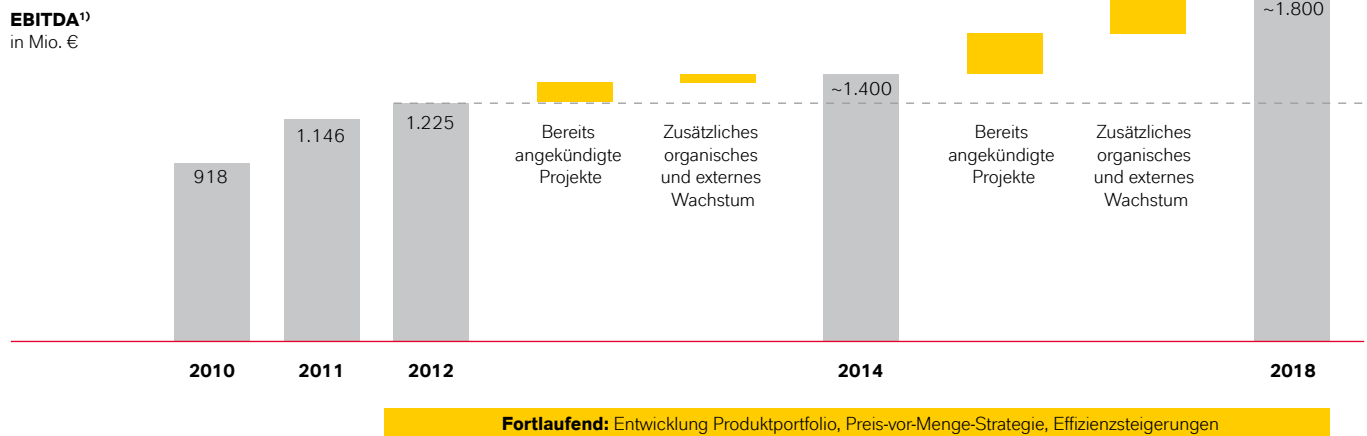 EBITDA¹⁾
in Mio. €
~1.800
~1.400
1.225
1.146
918
Bereits
angekündigte
Projekte
Zusätzliches
organisches
und externes
Wachstum
Bereits
angekündigte
Projekte
Zusätzliches
organisches
und externes
Wachstum
2010 2011 2012 2014 2018
Fortlaufend: Entwicklung Produktportfolio, Preis-vor-Menge-Strategie, Effizienzsteigerungen